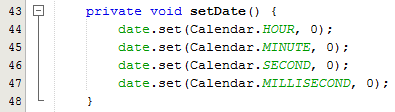 43 private void setDate() {
44 date.set(Calendar.HOUR, 0);
45 date.set(Calendar.MINUTE, 0);
46 date.set(Calendar.SECOND, 0);
47 date.set(Calendar.MILLISECOND, 0);
48 }